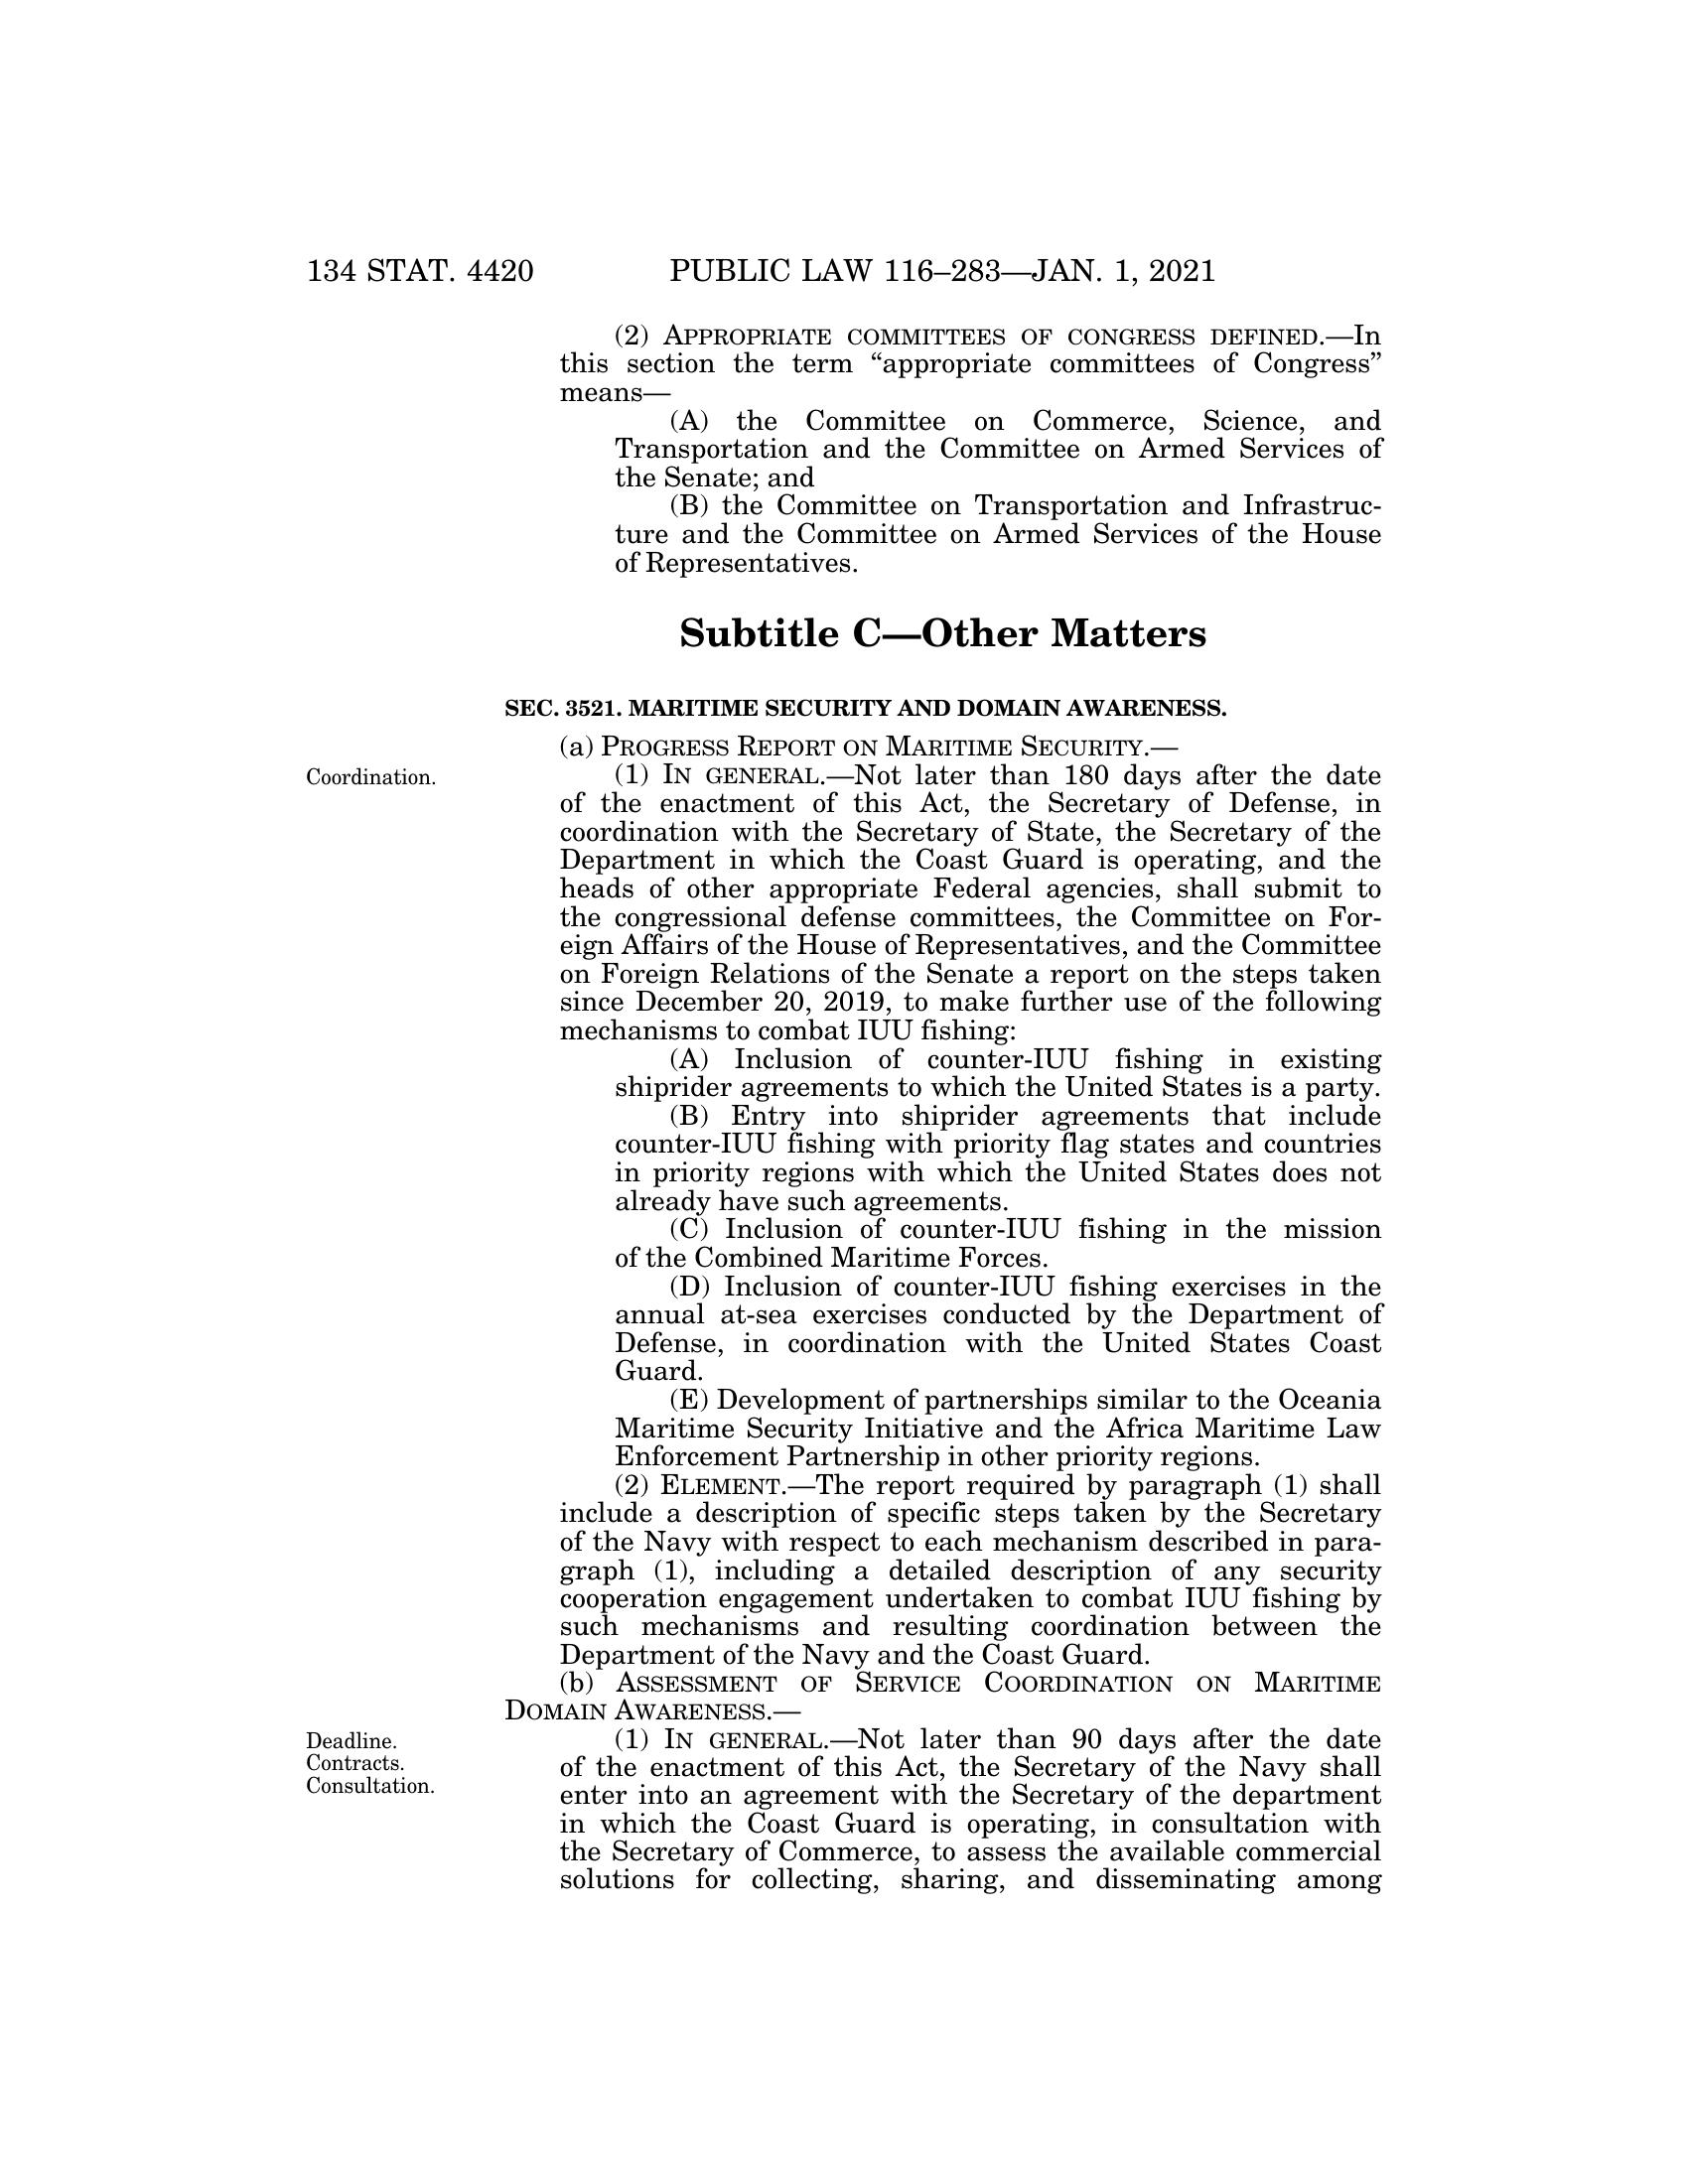 134 STAT. 4420 PUBLIC LAW 116–283—JAN. 1, 2021
(2) APPROPRIATE COMMITTEES OF CONGRESS DEFINED.—In
this section the term “appropriate committees of Congress”
means—
(A) the Committee on Commerce, Science, and
Transportation and the Committee on Armed Services of
the Senate; and
(B) the Committee on Transportation and Infrastruc-
ture and the Committee on Armed Services of the House
of Representatives.
Subtitle C—Other Matters
SEC. 3521. MARITIME SECURITY AND DOMAIN AWARENESS.
(a) PROGRESS REPORT ON MARITIME SECURITY.—
Coordination.
(1) IN GENERAL.—Not later than 180 days after the date
of the enactment of this Act, the Secretary of Defense, in
coordination with the Secretary of State, the Secretary of the
Department in which the Coast Guard is operating, and the
heads of other appropriate Federal agencies, shall submit to
the congressional defense committees, the Committee on For-
eign Affairs of the House of Representatives, and the Committee
on Foreign Relations of the Senate a report on the steps taken
since December 20, 2019, to make further use of the following
mechanisms to combat IUU fishing:
(A) Inclusion of counter-IUU fishing in existing
shiprider agreements to which the United States is a party.
(B) Entry into shiprider agreements that include
counter-IUU fishing with priority flag states and countries
in priority regions with which the United States does not
already have such agreements.
(C) Inclusion of counter-IUU fishing in the mission
of the Combined Maritime Forces.
(D) Inclusion of counter-IUU fishing exercises in the
annual at-sea exercises conducted by the Department of
Defense, in coordination with the United States Coast
Guard.
(E) Development of partnerships similar to the Oceania
Maritime Security Initiative and the Africa Maritime Law
Enforcement Partnership in other priority regions.
(2) ELEMENT.—The report required by paragraph (1) shall
include a description of specific steps taken by the Secretary
of the Navy with respect to each mechanism described in para-
graph (1), including a detailed description of any security
cooperation engagement undertaken to combat IUU fishing by
such mechanisms and resulting coordination between the
Department of the Navy and the Coast Guard.
(b) ASSESSMENT OF SERVICE COORDINATION ON MARITIME
DOMAIN AWARENESS.—
Deadline.
Contracts.
Consultation.
(1) IN GENERAL.—Not later than 90 days after the date
of the enactment of this Act, the Secretary of the Navy shall
enter into an agreement with the Secretary of the department
in which the Coast Guard is operating, in consultation with
the Secretary of Commerce, to assess the available commercial
solutions for collecting, sharing, and disseminating among